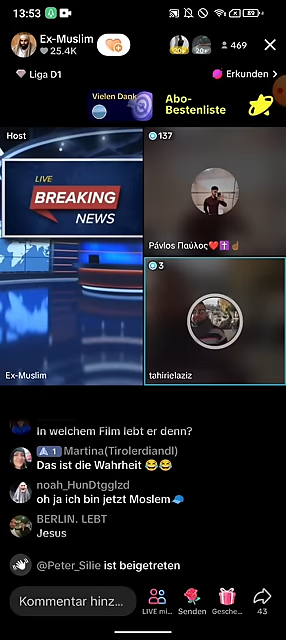 13:53
89
Ex-Muslim
25.4K
20+
469
Liga D1
Erkunden >
Vielen Dank
Abo-
Bestenliste
Host
LIVE
BREAKING
NEWS
Ex-Muslim
137
Pávlos Παύλος❤️✝️☝🏽
3
tahirielaziz
In welchem Film lebt er denn?
1 Martina(Tirolerdiandl)
Das ist die Wahrheit 😂😂
noah_HunDtgglzd
oh ja ich bin jetzt Moslem🧢
BERLIN. LEBT
Jesus
@Peter_Silie ist beigetreten
Kommentar hinz...
LIVE mi...
Senden
Gesche...
43